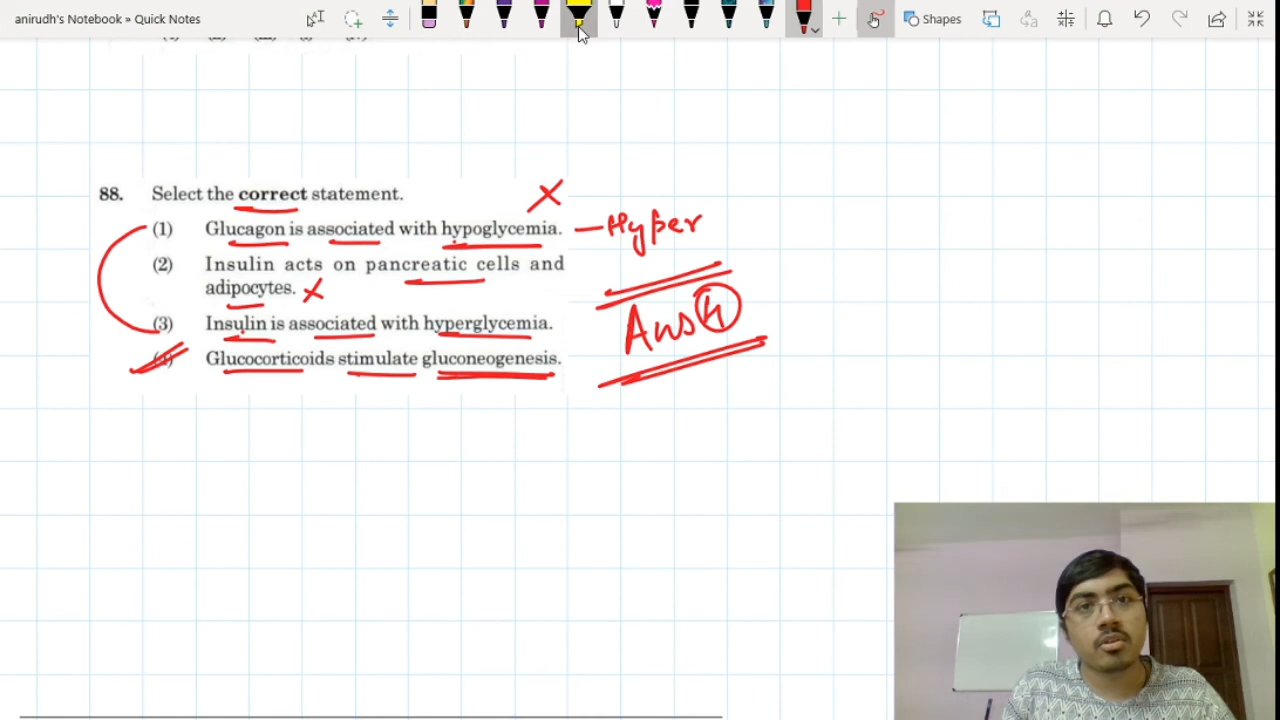 anirudh's Notebook » Quick Notes
Shapes
88. Select the correct statement.
(1) Glucagon is associated with hypoglycemia. – Hyper
(2) Insulin acts on pancreatic cells and
adipocytes.
(3) Insulin is associated with hyperglycemia.
(4) Glucocorticoids stimulate gluconeogenesis.
Ans 4